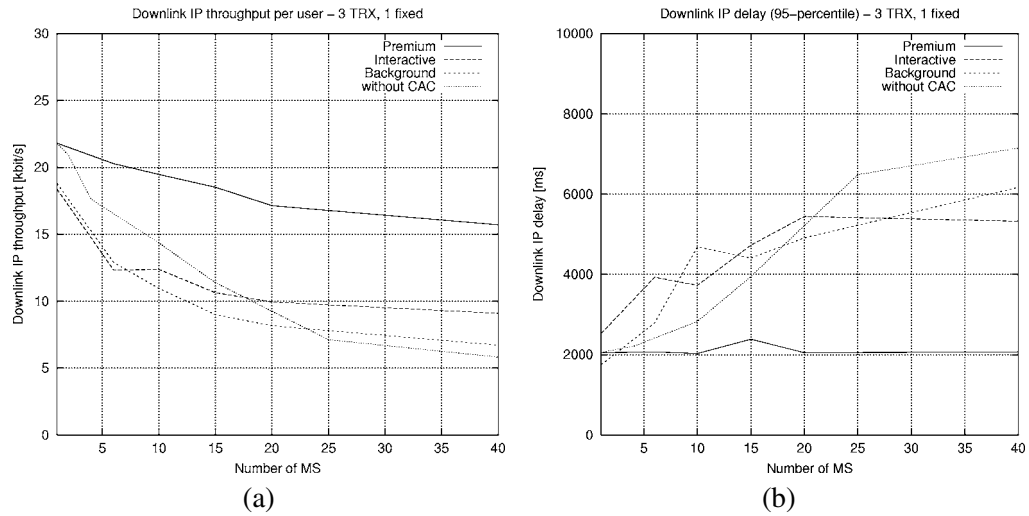 Downlink IP throughput per user – 3 TRX, 1 fixed
30
25
20
15
10
5
0
Downlink IP throughput [kbit/s]
Premium
Interactive
Background
without CAC
5 10 15 20 25 30 35 40
Number of MS
(a)
Downlink IP delay (95–percentile) – 3 TRX, 1 fixed
10000
8000
6000
4000
2000
0
Downlink IP delay [ms]
Premium
Interactive
Background
without CAC
5 10 15 20 25 30 35 40
Number of MS
(b)